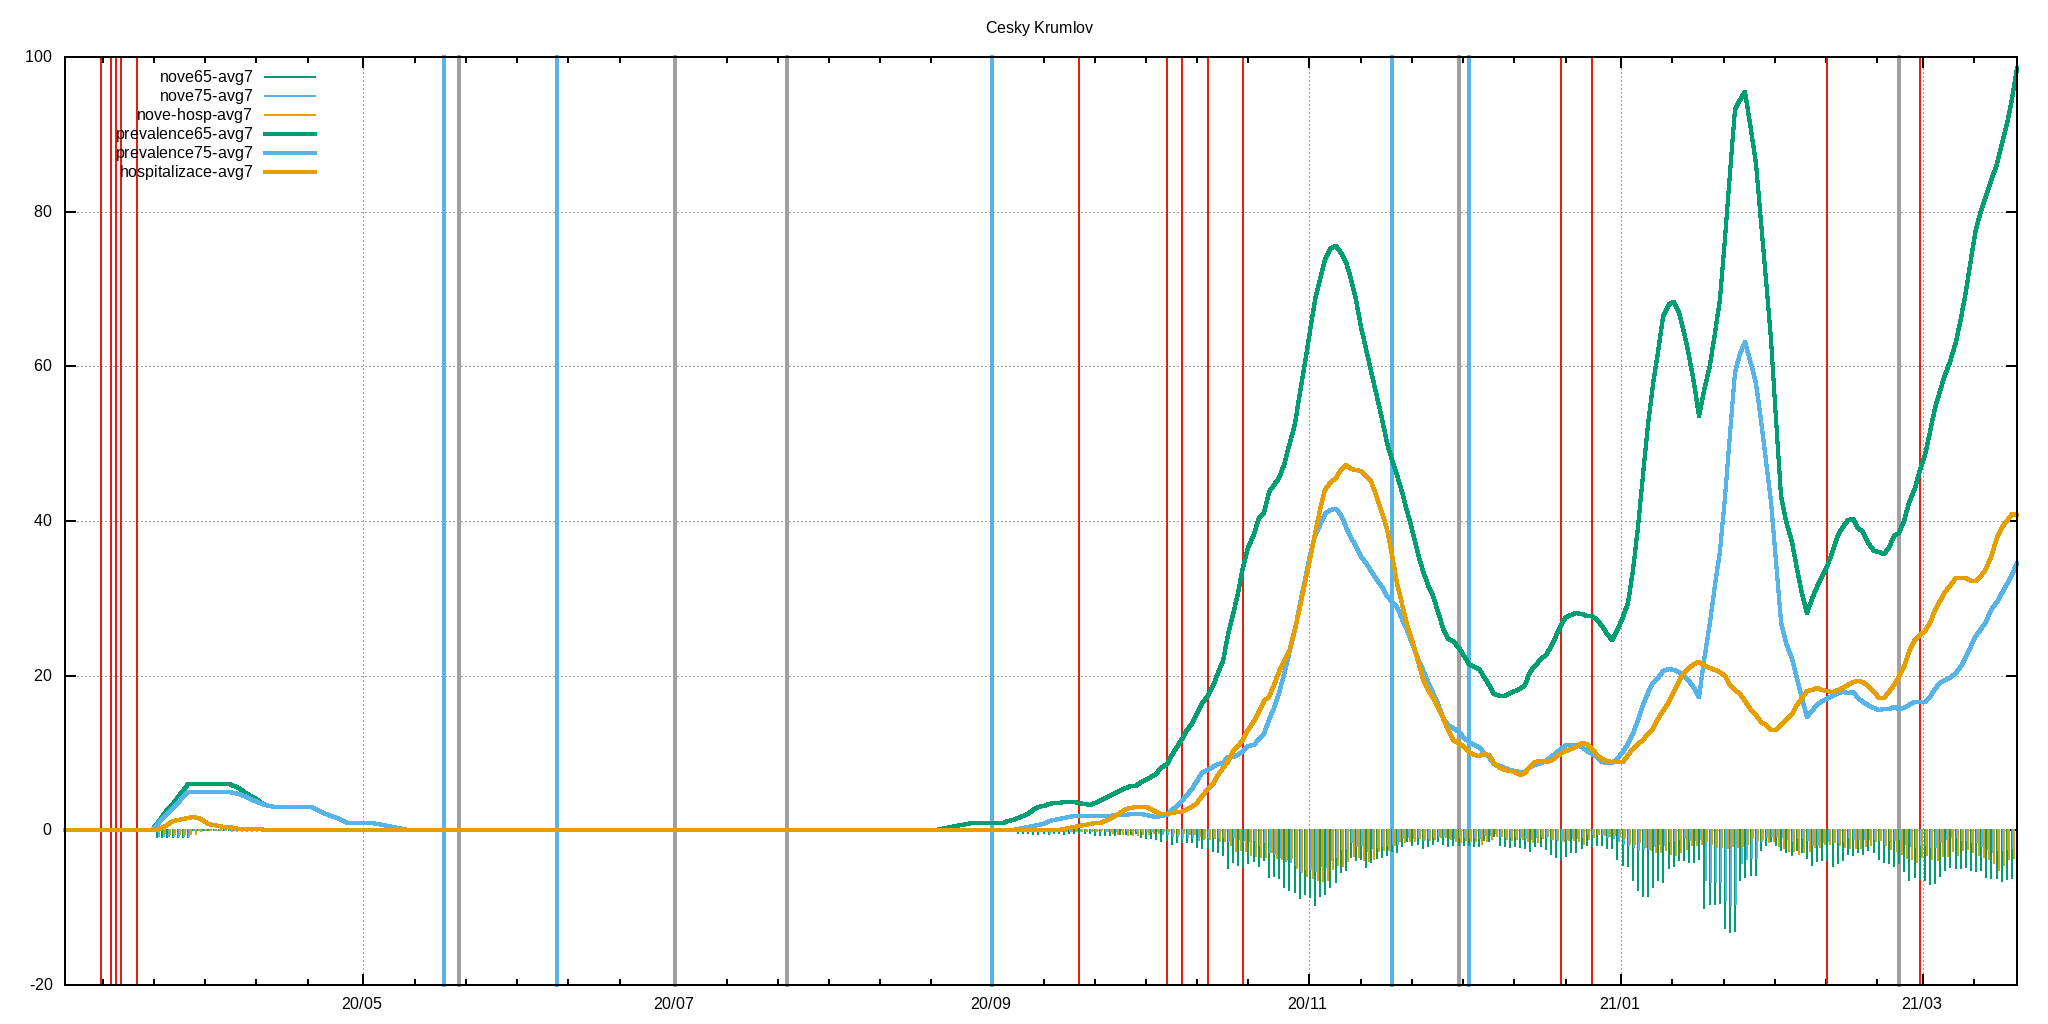 Cesky Krumlov
100
80
60
40
20
0
-20
nove65-avg7
nove75-avg7
nove-hosp-avg7
prevalence65-avg7
prevalence75-avg7
hospitalizace-avg7
20/05
20/07
20/09
20/11
21/01
21/03